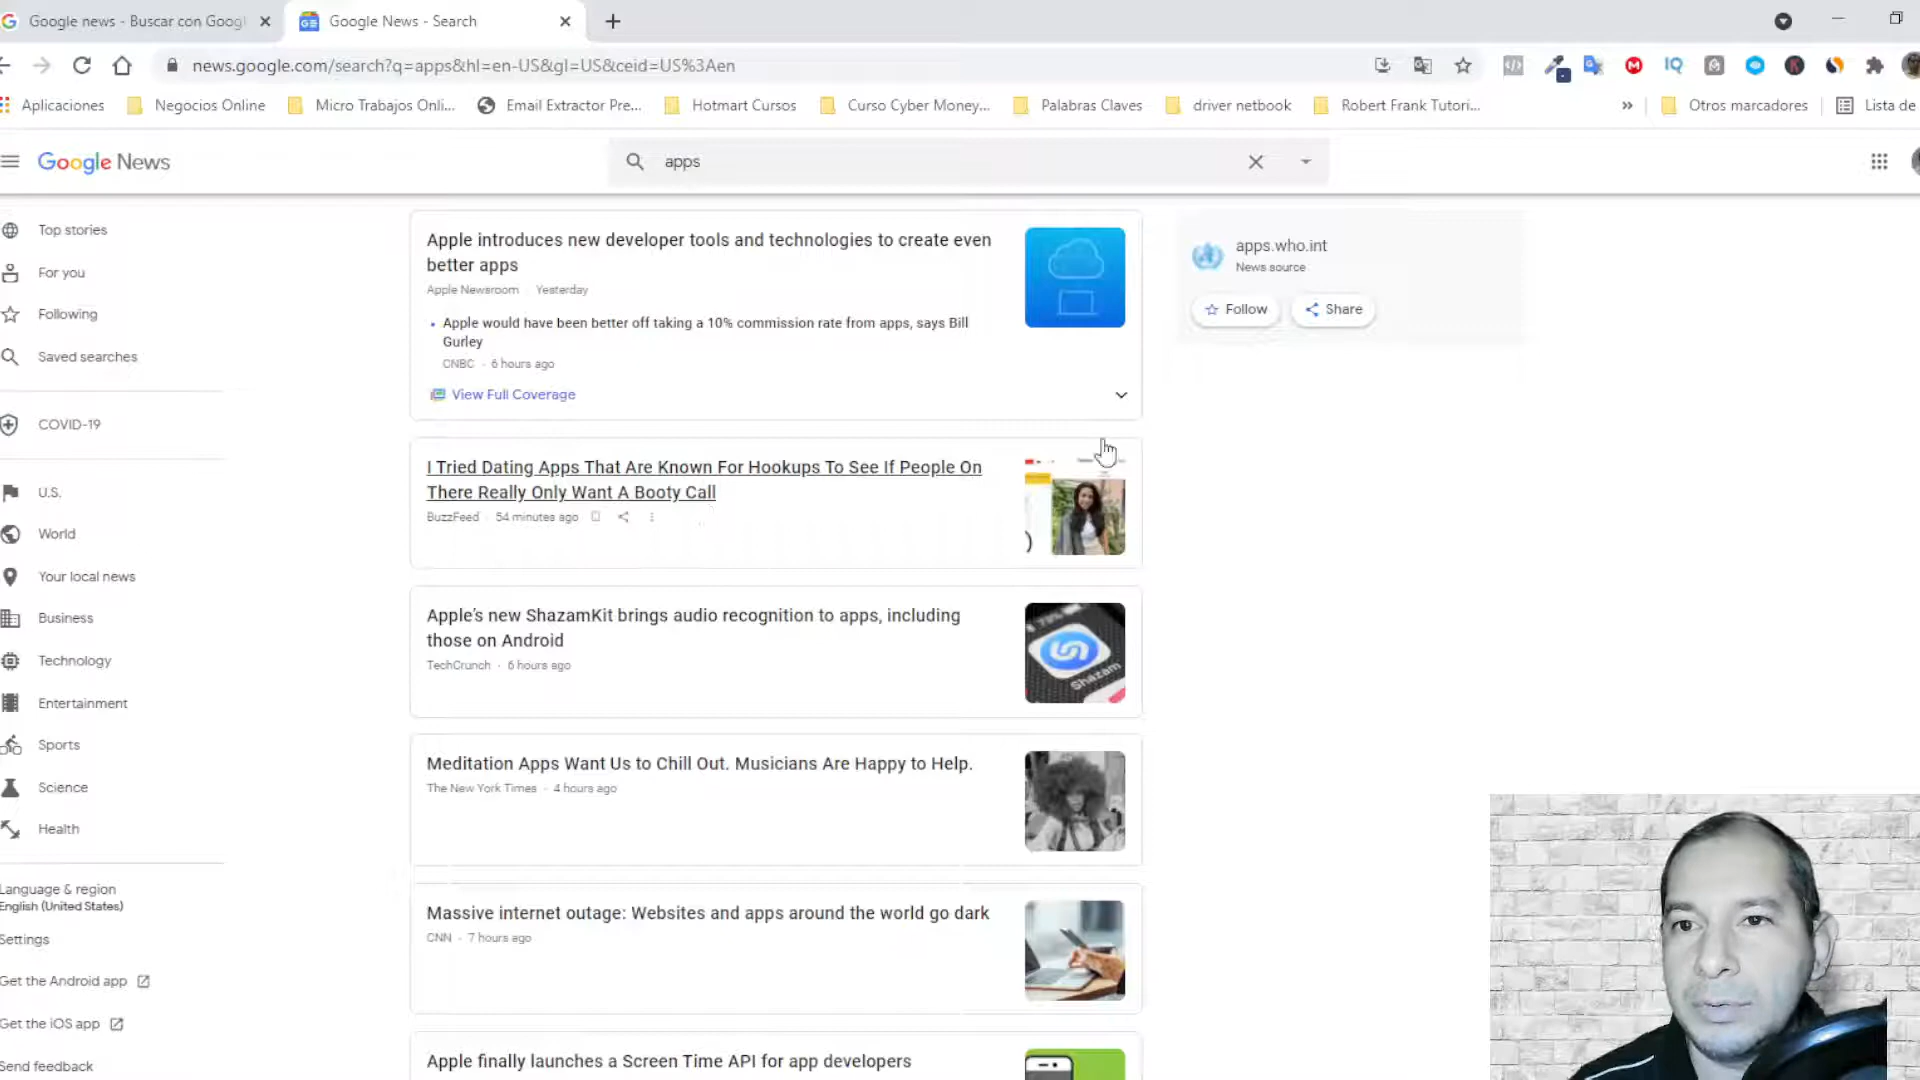 Google news - Buscar con Googl
Google News - Search
news.google.com/search?q=apps&hl=en-US&gl=US&ceid=US%3Aen
IQ
Aplicaciones
Negocios Online
Micro Trabajos Onli...
Email Extractor Pre...
Hotmart Cursos
Curso Cyber Money...
Palabras Claves
driver netbook
Robert Frank Tutori...
Otros marcadores
Lista de
Google News
apps
Top stories
For you
Following
Saved searches
COVID-19
U.S.
World
Your local news
Business
Technology
Entertainment
Sports
Science
Health
Language & region
English (United States)
Settings
Get the Android app
Get the iOS app
Send feedback
Apple introduces new developer tools and technologies to create even
better apps
Apple Newsroom · Yesterday
Apple would have been better off taking a 10% commission rate from apps, says Bill
Gurley
CNBC · 6 hours ago
View Full Coverage
I Tried Dating Apps That Are Known For Hookups To See If People On
There Really Only Want A Booty Call
BuzzFeed · 54 minutes ago
Apple's new ShazamKit brings audio recognition to apps, including
those on Android
TechCrunch · 6 hours ago
Shazam
Meditation Apps Want Us to Chill Out. Musicians Are Happy to Help.
The New York Times · 4 hours ago
Massive internet outage: Websites and apps around the world go dark
CNN · 7 hours ago
Apple finally launches a Screen Time API for app developers
apps.who.int
News source
Follow
Share